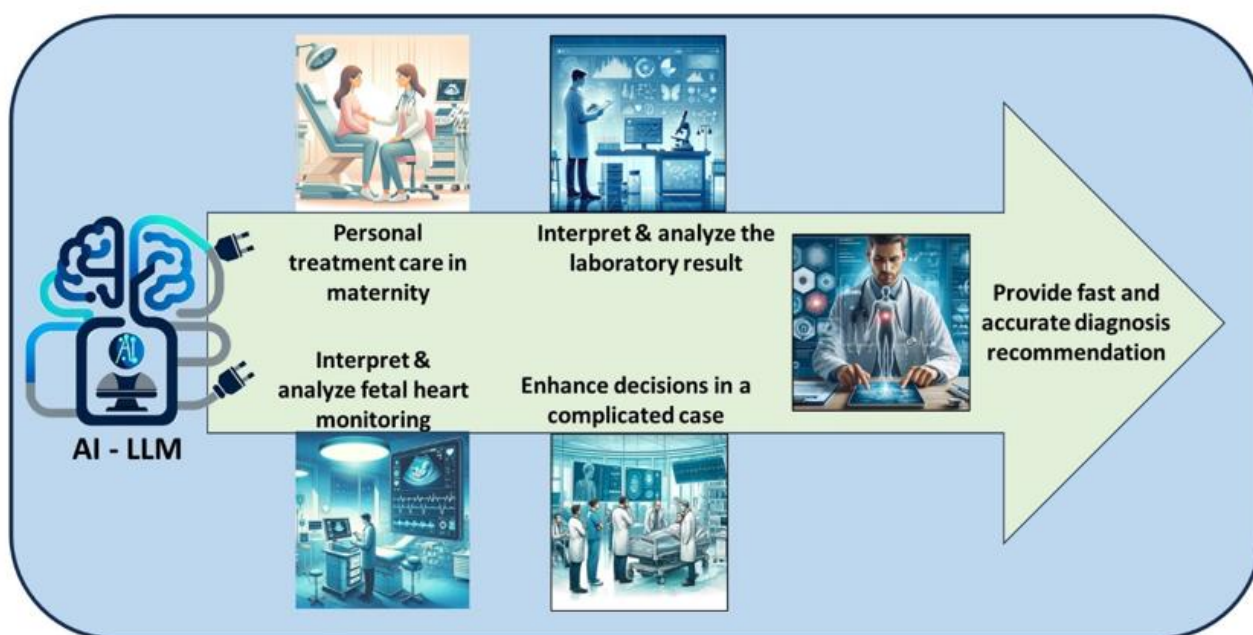 Personal
treatment care in
maternity
Interpret & analyze the
laboratory result
Interpret &
analyze fetal heart
monitoring
Enhance decisions in a
complicated case
Provide fast and
accurate diagnosis
recommendation
AI
AI - LLM